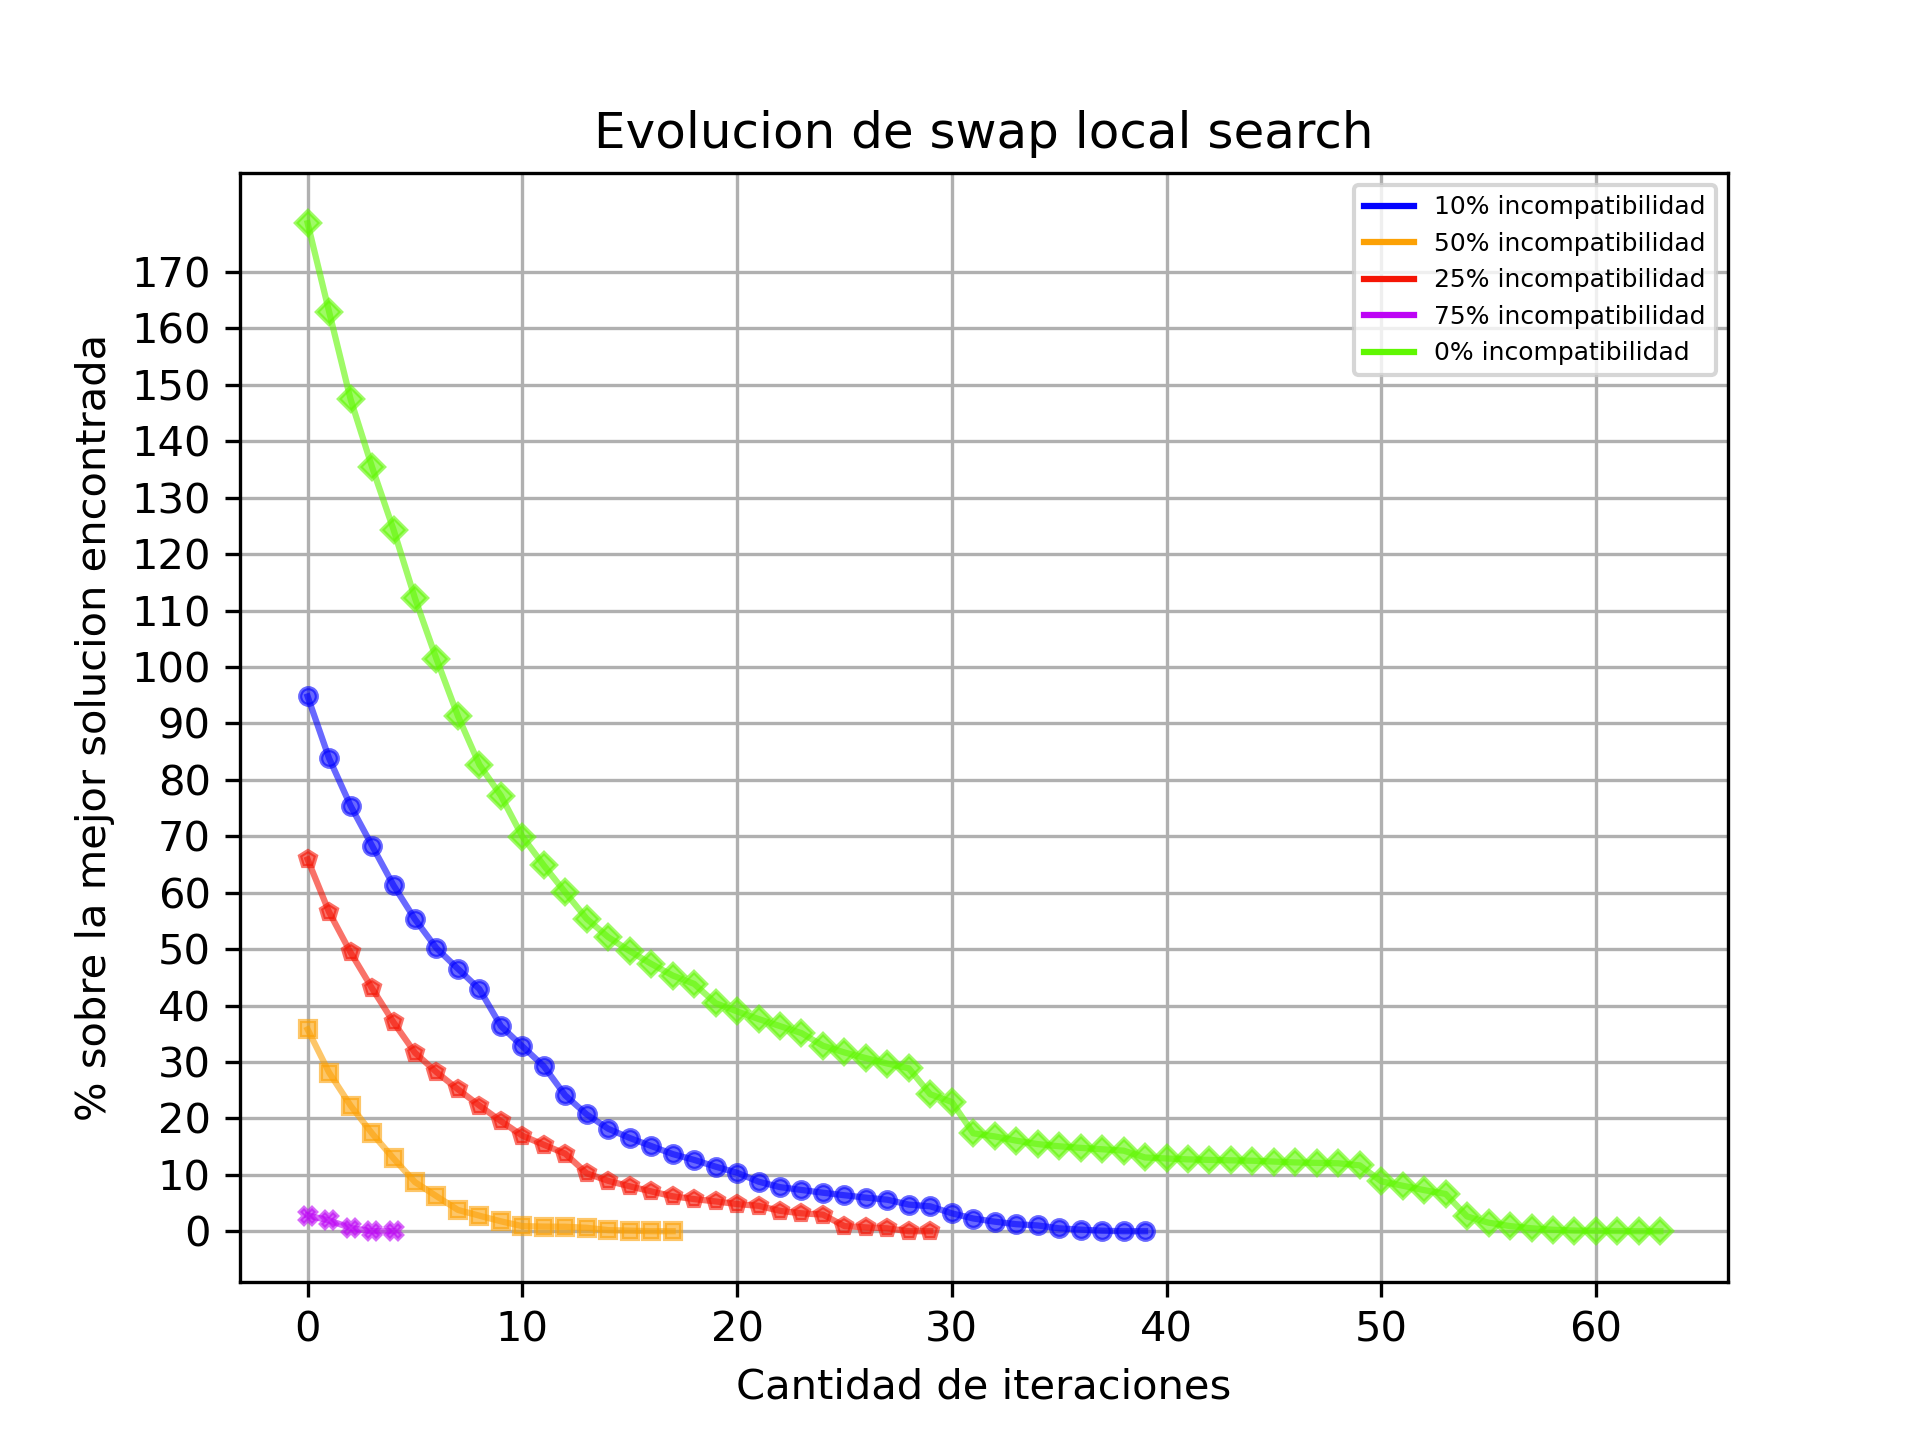 Evolucion de swap local search
% sobre la mejor solucion encontrada
170
160
150
140
130
120
110
100
90
80
70
60
50
40
30
20
10
0
10% incompatibilidad
50% incompatibilidad
25% incompatibilidad
75% incompatibilidad
0% incompatibilidad
0 10 20 30 40 50 60
Cantidad de iteraciones